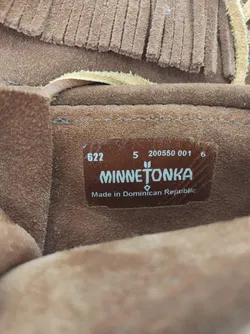 622 5 200550 001 6
MINNETONKA
Made in Dominican Republic